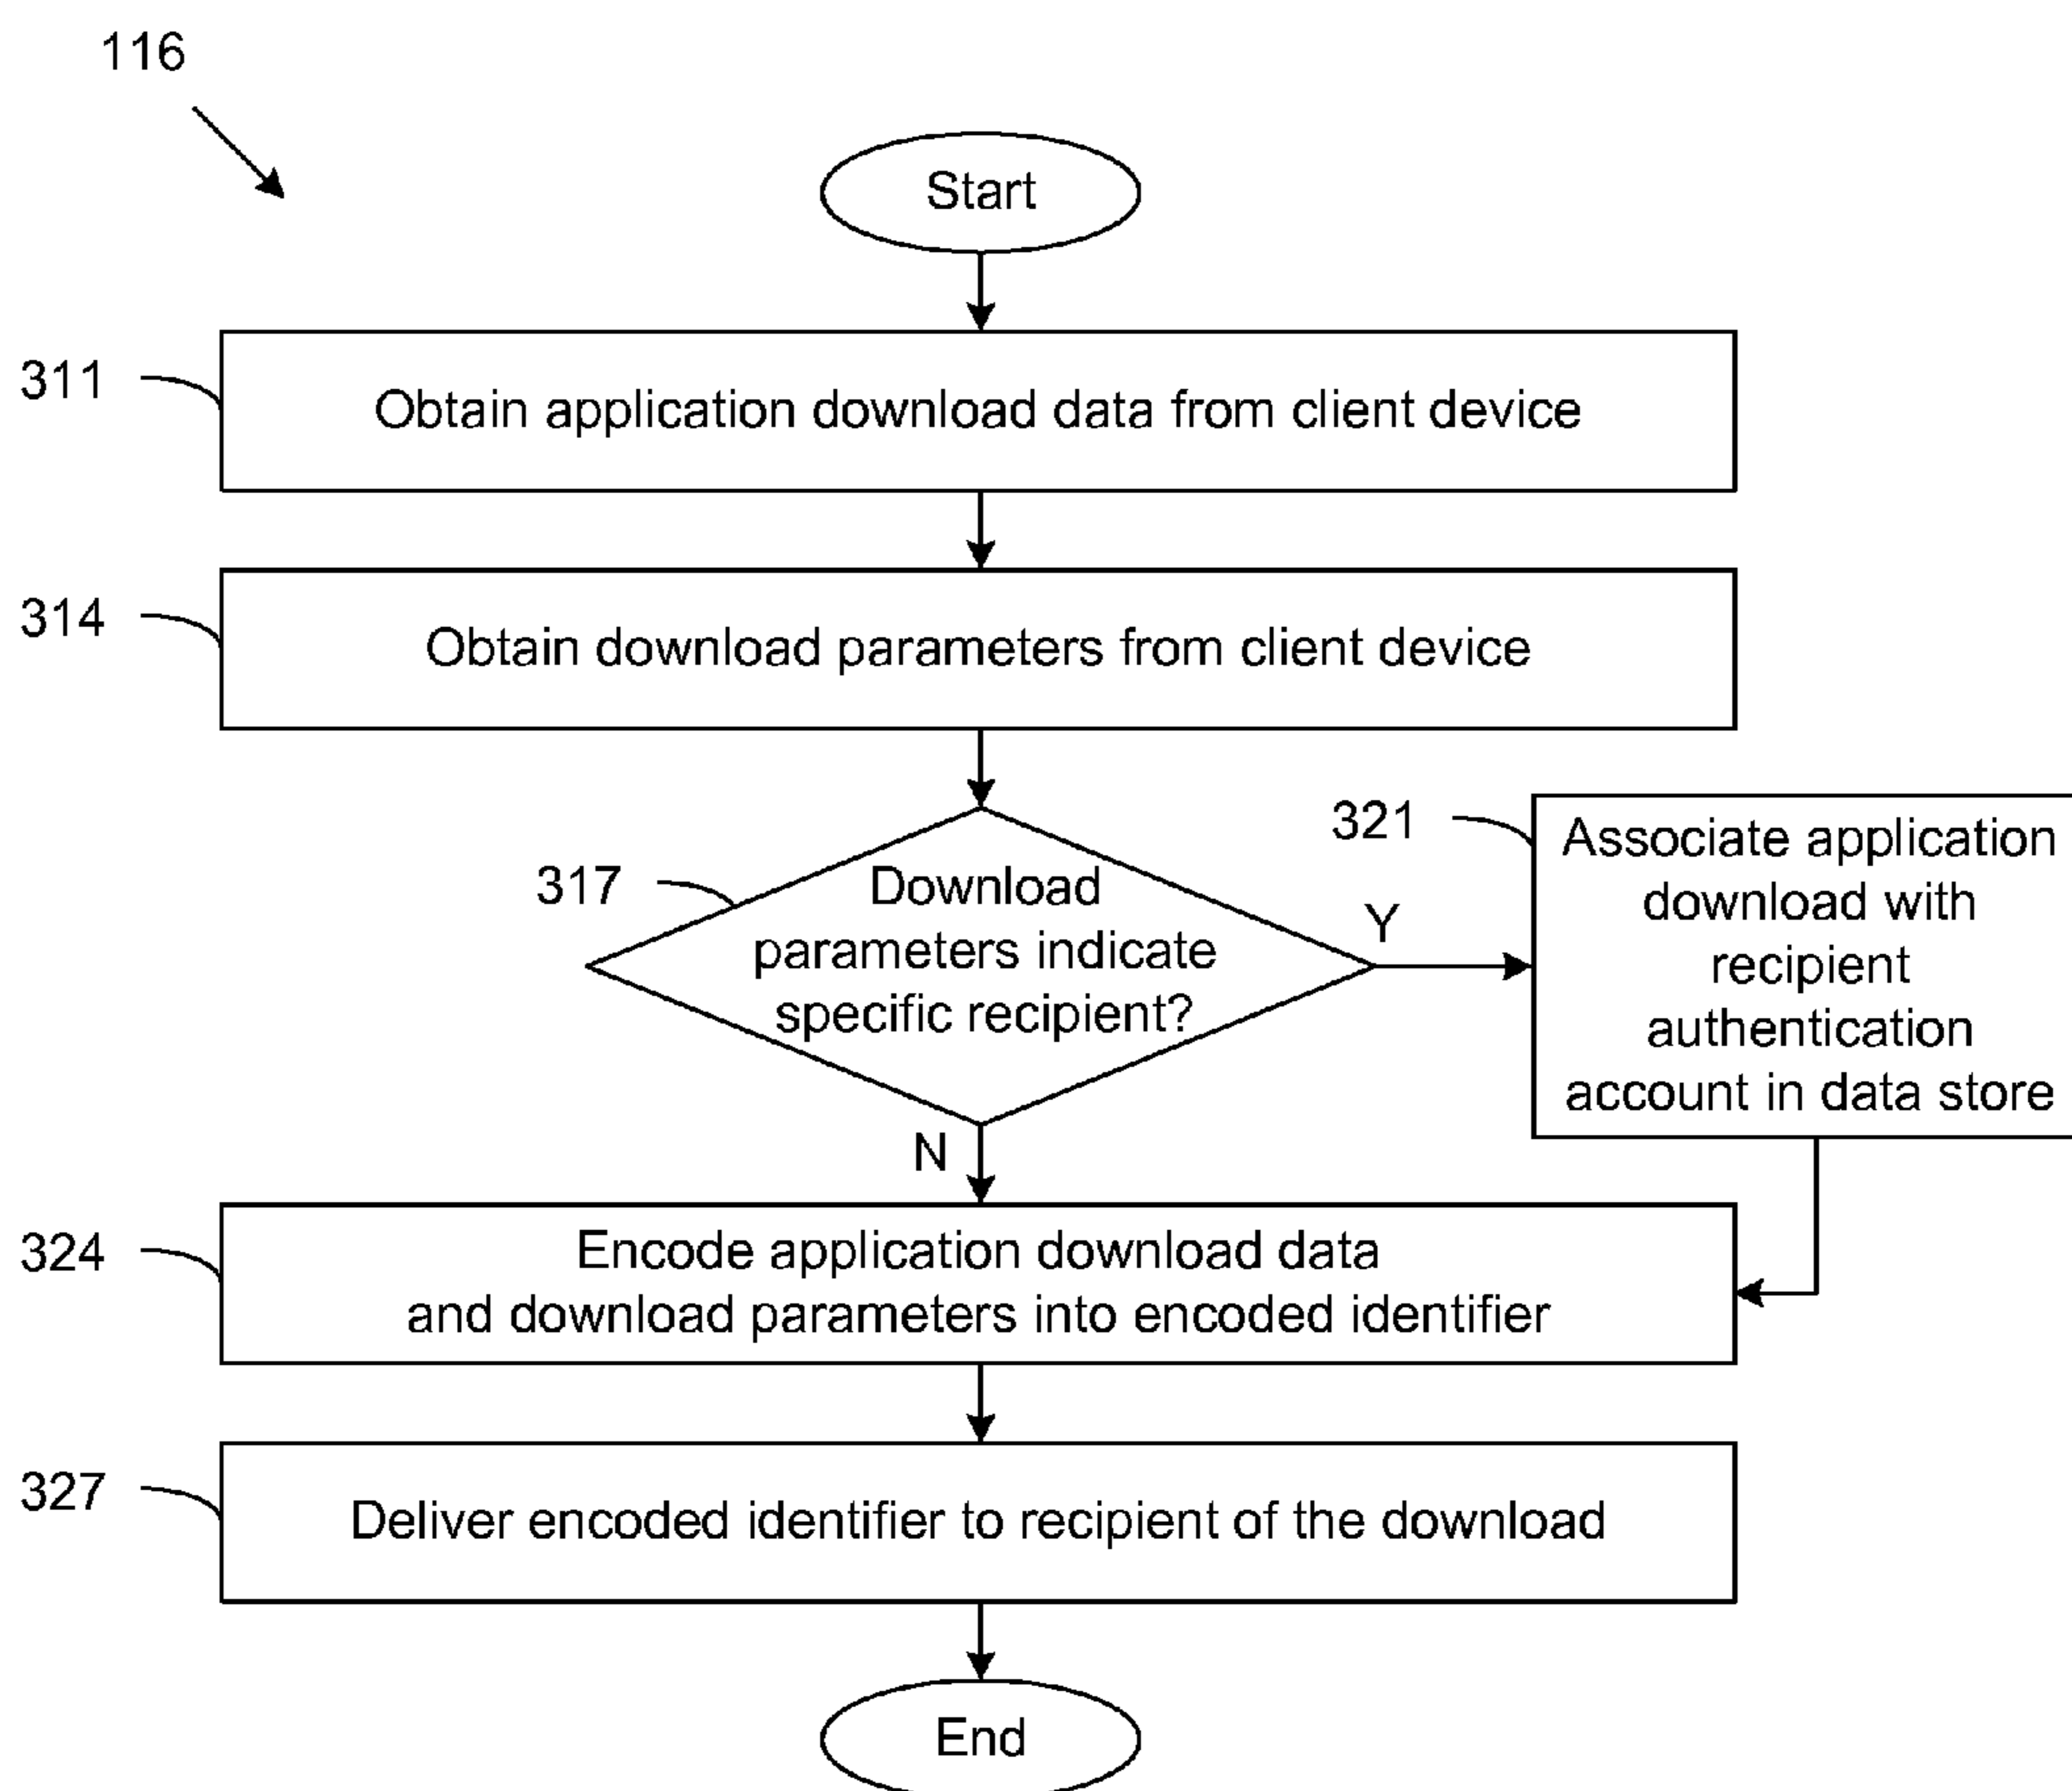 116
Start
311
Obtain application download data from client device
314
Obtain download parameters from client device
317
Download
parameters indicate
specific recipient?
Y
321
Associate application
download with
recipient
authentication
account in data store
N
324
Encode application download data
and download parameters into encoded identifier
327
Deliver encoded identifier to recipient of the download
End